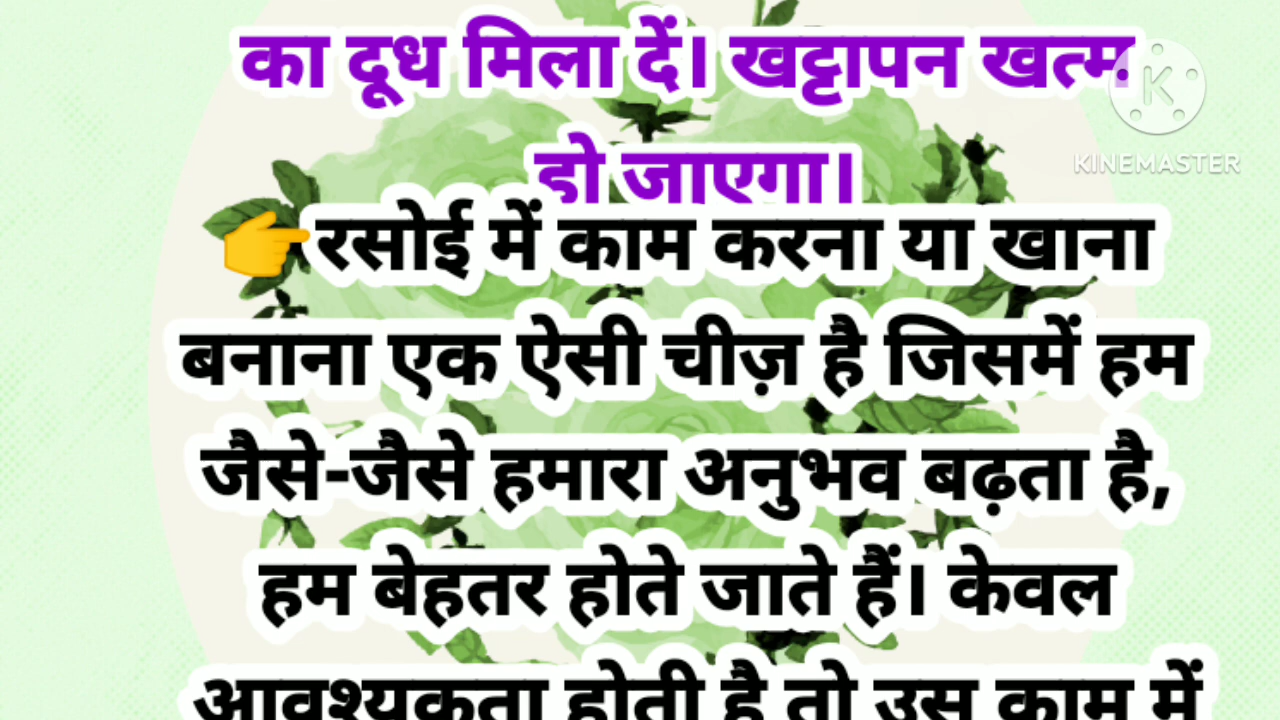 का दूध मिला दें। खट्टापन खत्म
हो जाएगा।
👉रसोई में काम करना या खाना
बनाना एक ऐसी चीज़ है जिसमें हम
जैसे-जैसे हमारा अनुभव बढ़ता है,
हम बेहतर होते जाते हैं। केवल
आवश्यकता होती है तो उस काम में
K
KINEMASTER